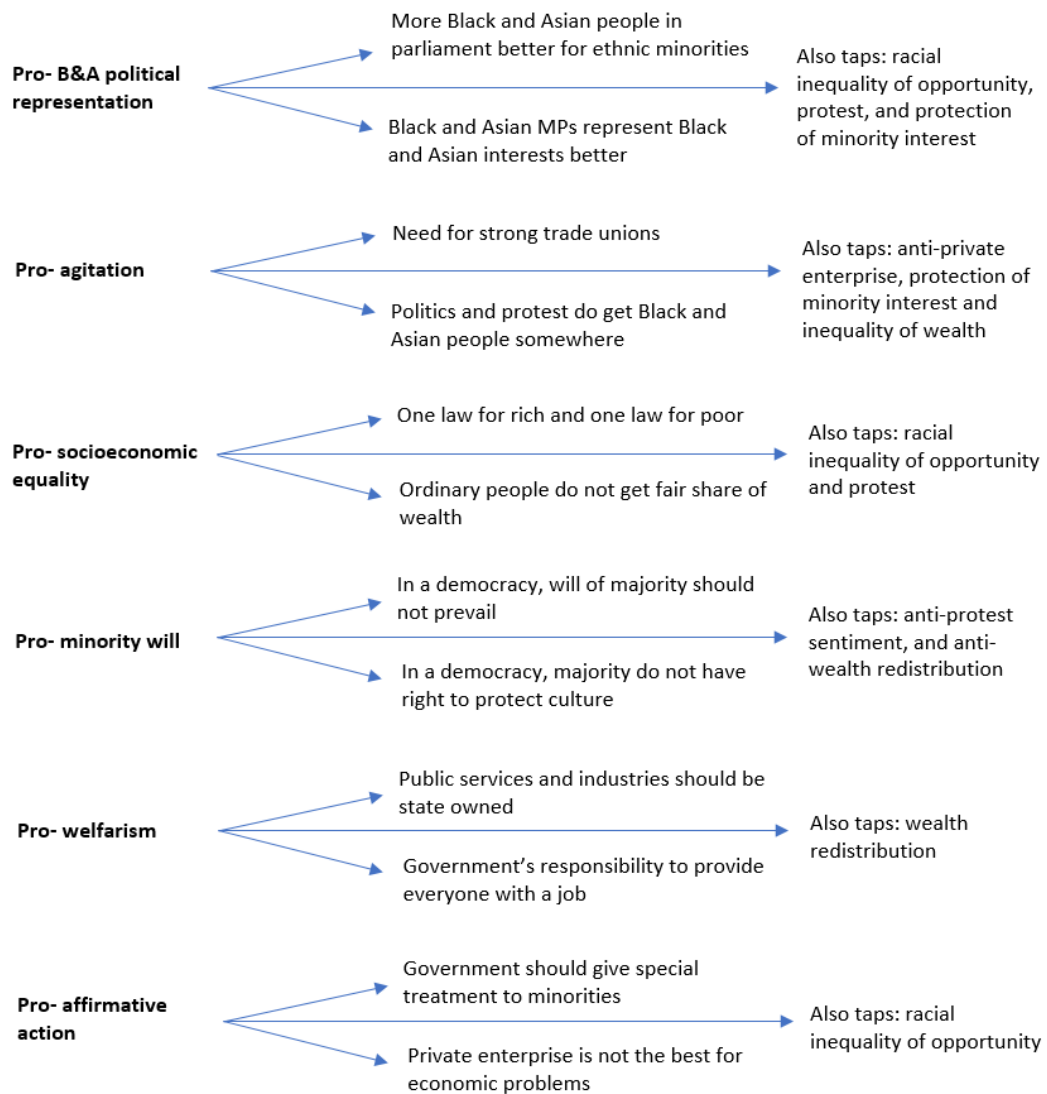 More Black and Asian people in
parliament better for ethnic minorities
Pro- B&A political
representation
Also taps: racial
inequality of opportunity,
protest, and protection
of minority interest
Black and Asian MPs represent Black
and Asian interests better
Need for strong trade unions
Pro- agitation
Also taps: anti-private
enterprise, protection of
minority interest and
inequality of wealth
Politics and protest do get Black and
Asian people somewhere
One law for rich and one law for poor
Pro- socioeconomic
equality
Also taps: racial
inequality of opportunity
and protest
Ordinary people do not get fair share of
wealth
In a democracy, will of majority should
not prevail
Pro- minority will
Also taps: anti-protest
sentiment, and anti-
wealth redistribution
In a democracy, majority do not have
right to protect culture
Public services and industries should be
state owned
Pro- welfarism
Also taps: wealth
redistribution
Government’s responsibility to provide
everyone with a job
Government should give special
treatment to minorities
Pro- affirmative
action
Also taps: racial
inequality of opportunity
Private enterprise is not the best for
economic problems